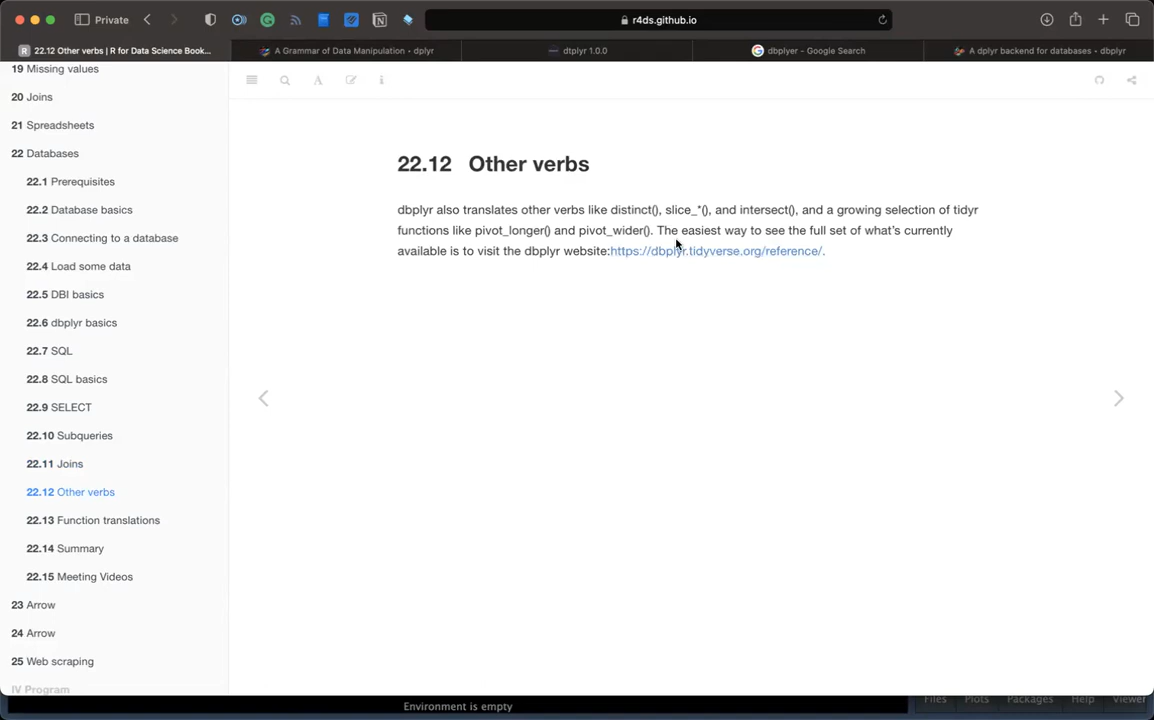 Private
r4ds.github.io
R 22.12 Other verbs | R for Data Science Book...
A Grammar of Data Manipulation • dplyr
dtplyr 1.0.0
dbplyer - Google Search
A dplyr backend for databases • dbplyr
19 Missing values
20 Joins
21 Spreadsheets
22 Databases
22.1 Prerequisites
22.2 Database basics
22.3 Connecting to a database
22.4 Load some data
22.5 DBI basics
22.6 dbplyr basics
22.7 SQL
22.8 SQL basics
22.9 SELECT
22.10 Subqueries
22.11 Joins
22.12 Other verbs
22.13 Function translations
22.14 Summary
22.15 Meeting Videos
23 Arrow
24 Arrow
25 Web scraping
IV Program
22.12 Other verbs
dbplyr also translates other verbs like distinct(), slice_*(), and intersect(), and a growing selection of tidyr
functions like pivot_longer() and pivot_wider(). The easiest way to see the full set of what's currently
available is to visit the dbplyr website:https://dbplyr.tidyverse.org/reference/.
Environment is empty
Files Plots Packages Help Viewer